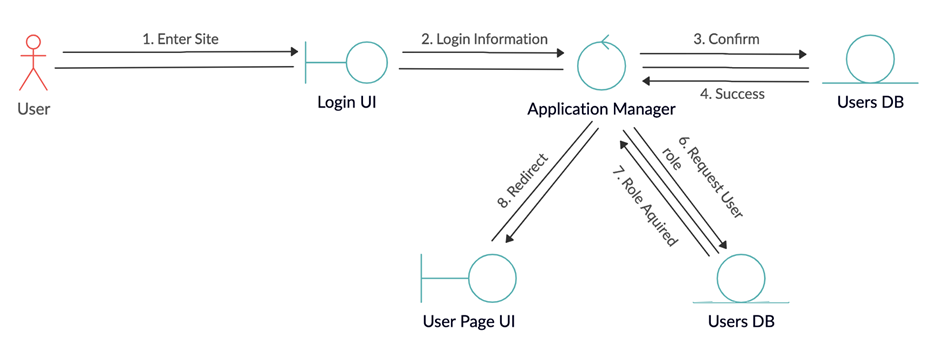 1. Enter Site
2. Login Information
3. Confirm
4. Success
User
Login UI
Application Manager
Users DB
6. Request User
role
7. Role Aquired
8. Redirect
User Page UI
Users DB